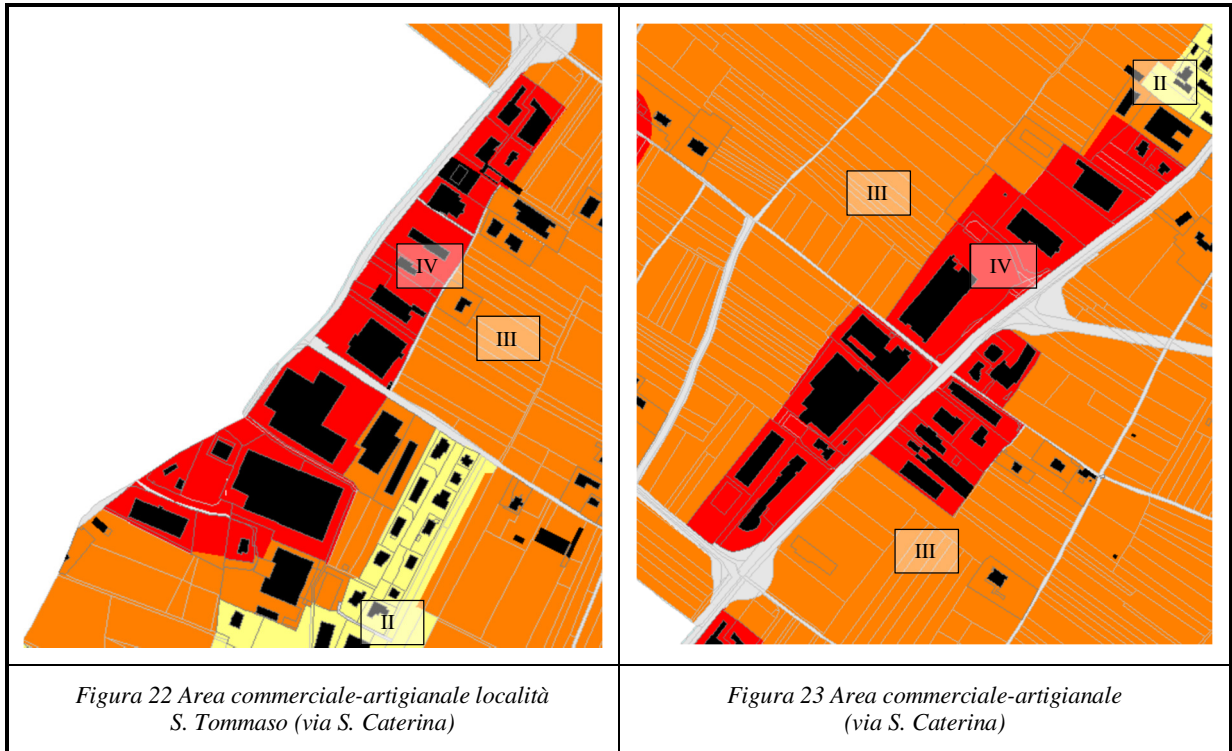 IV
III
II
II
III
IV
III
Figura 22 Area commerciale-artigianale località
S. Tommaso (via S. Caterina)
Figura 23 Area commerciale-artigianale
(via S. Caterina)